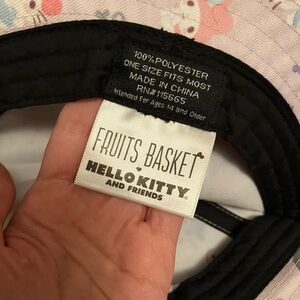 100% POLYESTER
ONE SIZE FITS MOST
MADE IN CHINA
RN# 115665
Intended For Ages 14 and Older
FRUITS BASKET
HELLO KITTY
AND FRIENDS